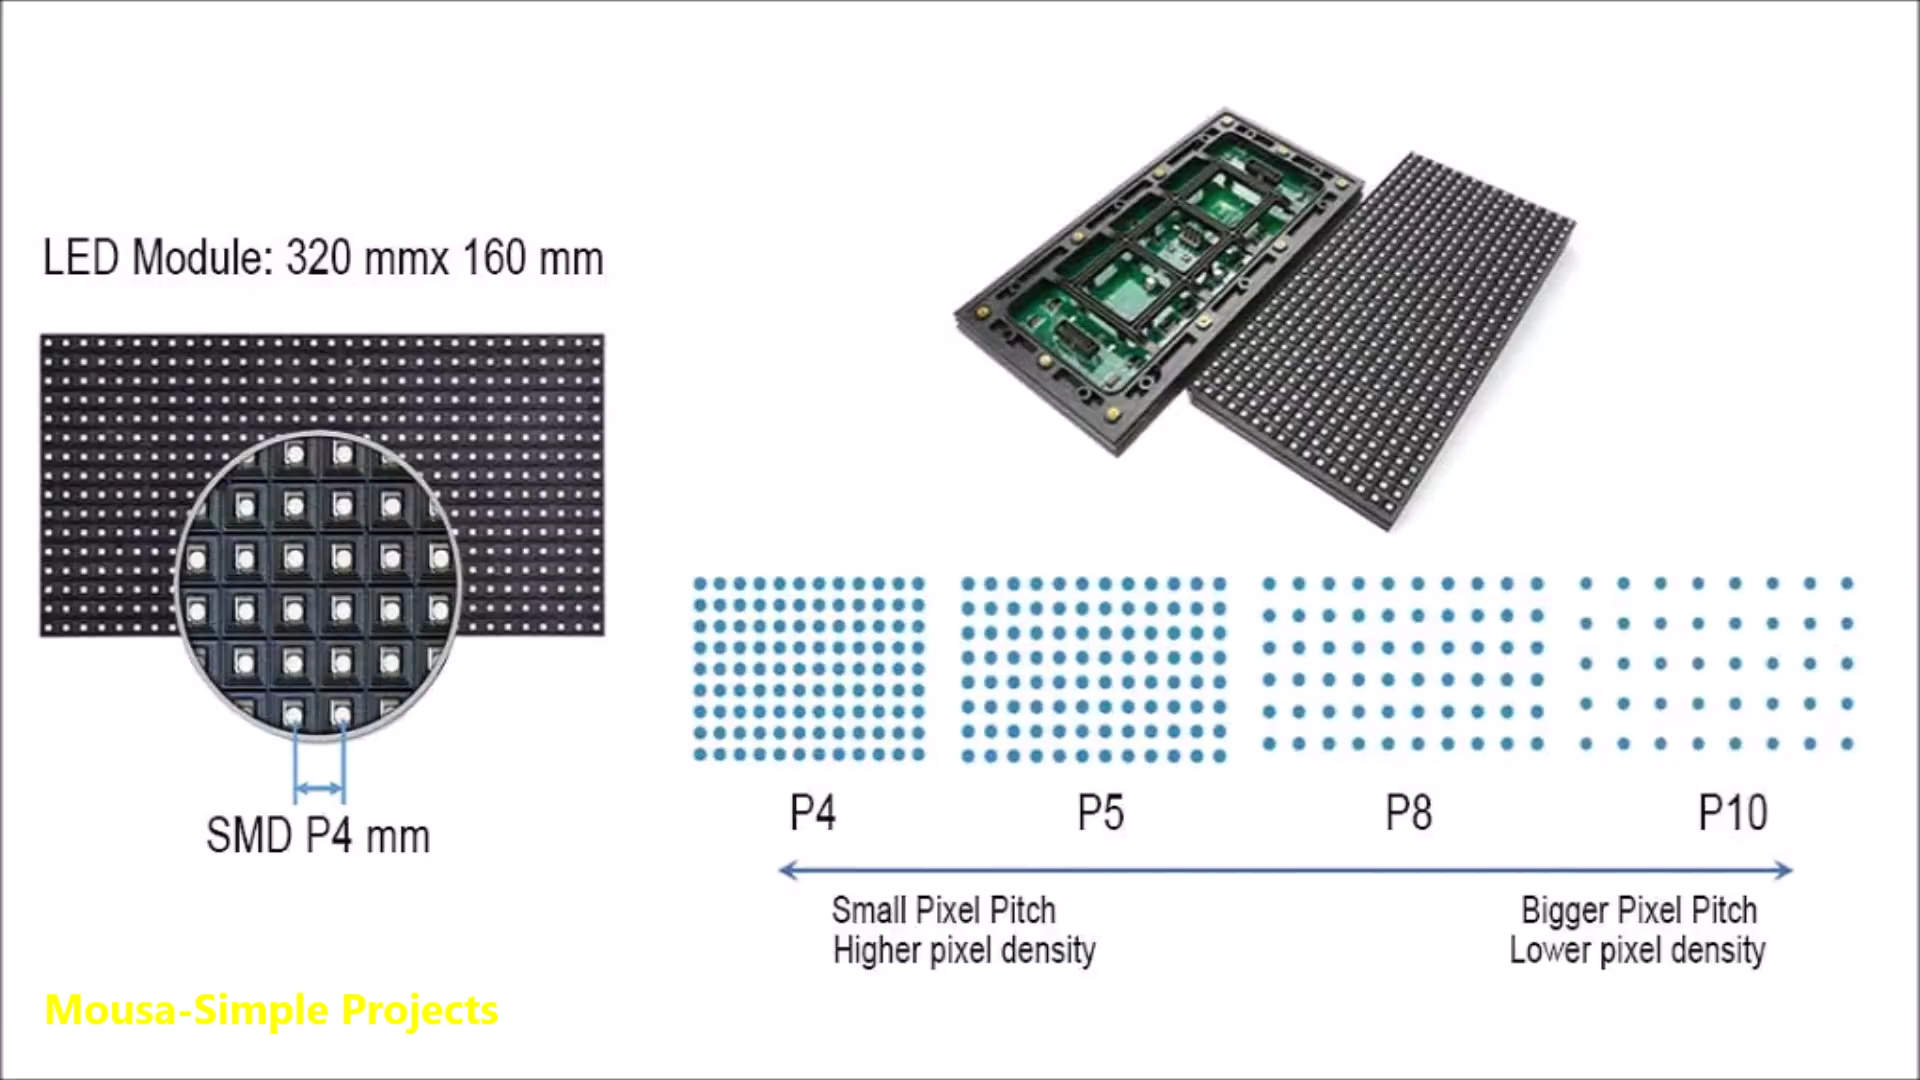 LED Module: 320 mmx 160 mm
SMD P4 mm
P4
P5
P8
P10
Small Pixel Pitch
Higher pixel density
Bigger Pixel Pitch
Lower pixel density
Mousa-Simple Projects